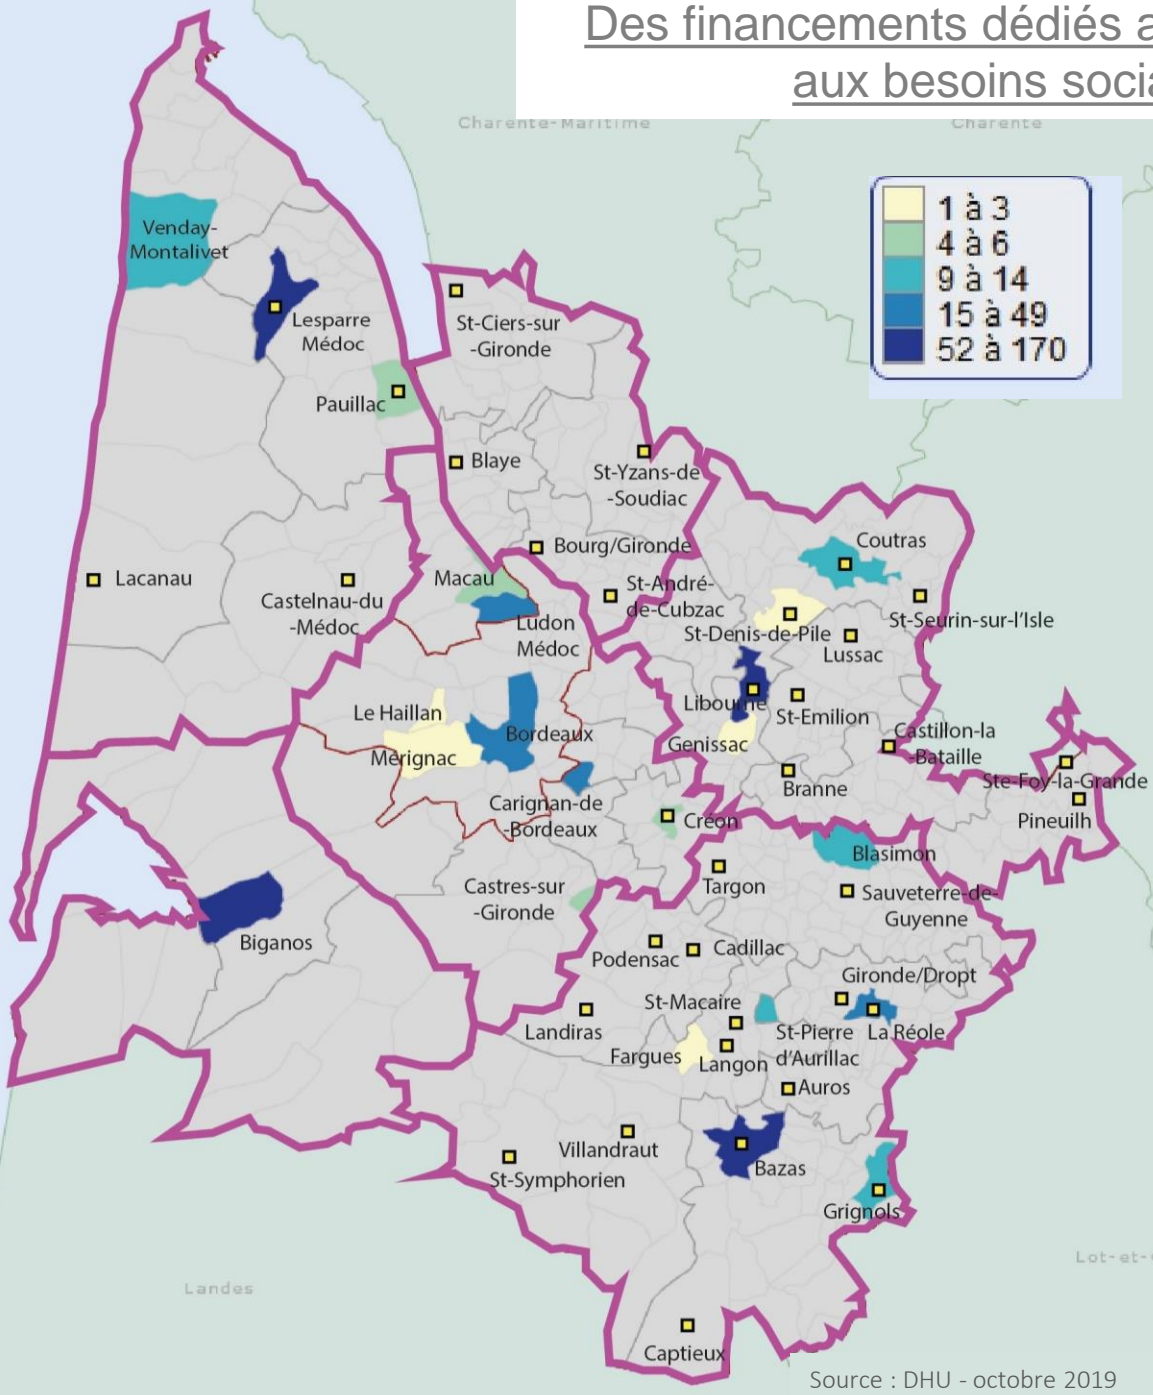 Des financements dédiés a
aux besoins socia
Charente-Maritime
Charente
1 à 3
4 à 6
9 à 14
15 à 49
52 à 170
Venday-
Montalivet
Lesparre
Médoc
St-Ciers-sur
-Gironde
Pauillac
Blaye
St-Yzans-de
-Soudiac
Coutras
Bourg/Gironde
Lacanau
Macau
St-André-
de-Cubzac
Castelnau-du
-Médoc
Ludon
Médoc
St-Seurin-sur-l'Isle
St-Denis-de-Pile
Lussac
Libourne
St-Emilion
Le Haillan
Bordeaux
Genissac
Castillon-la
-Bataille
Mérignac
Branne
Ste-Foy-la-Grande
Carignan-de
-Bordeaux
Créon
Pineuilh
Blasimon
Targon
Castres-sur
-Gironde
Sauveterre-de-
Guyenne
Biganos
Podensac
Cadillac
Gironde/Dropt
St-Macaire
Landiras
St-Pierre
d'Aurillac
La Réole
Fargues
Langon
Auros
Villandraut
Bazas
St-Symphorien
Grignols
Lot-et-
Landes
Captieux
Source : DHU - octobre 2019